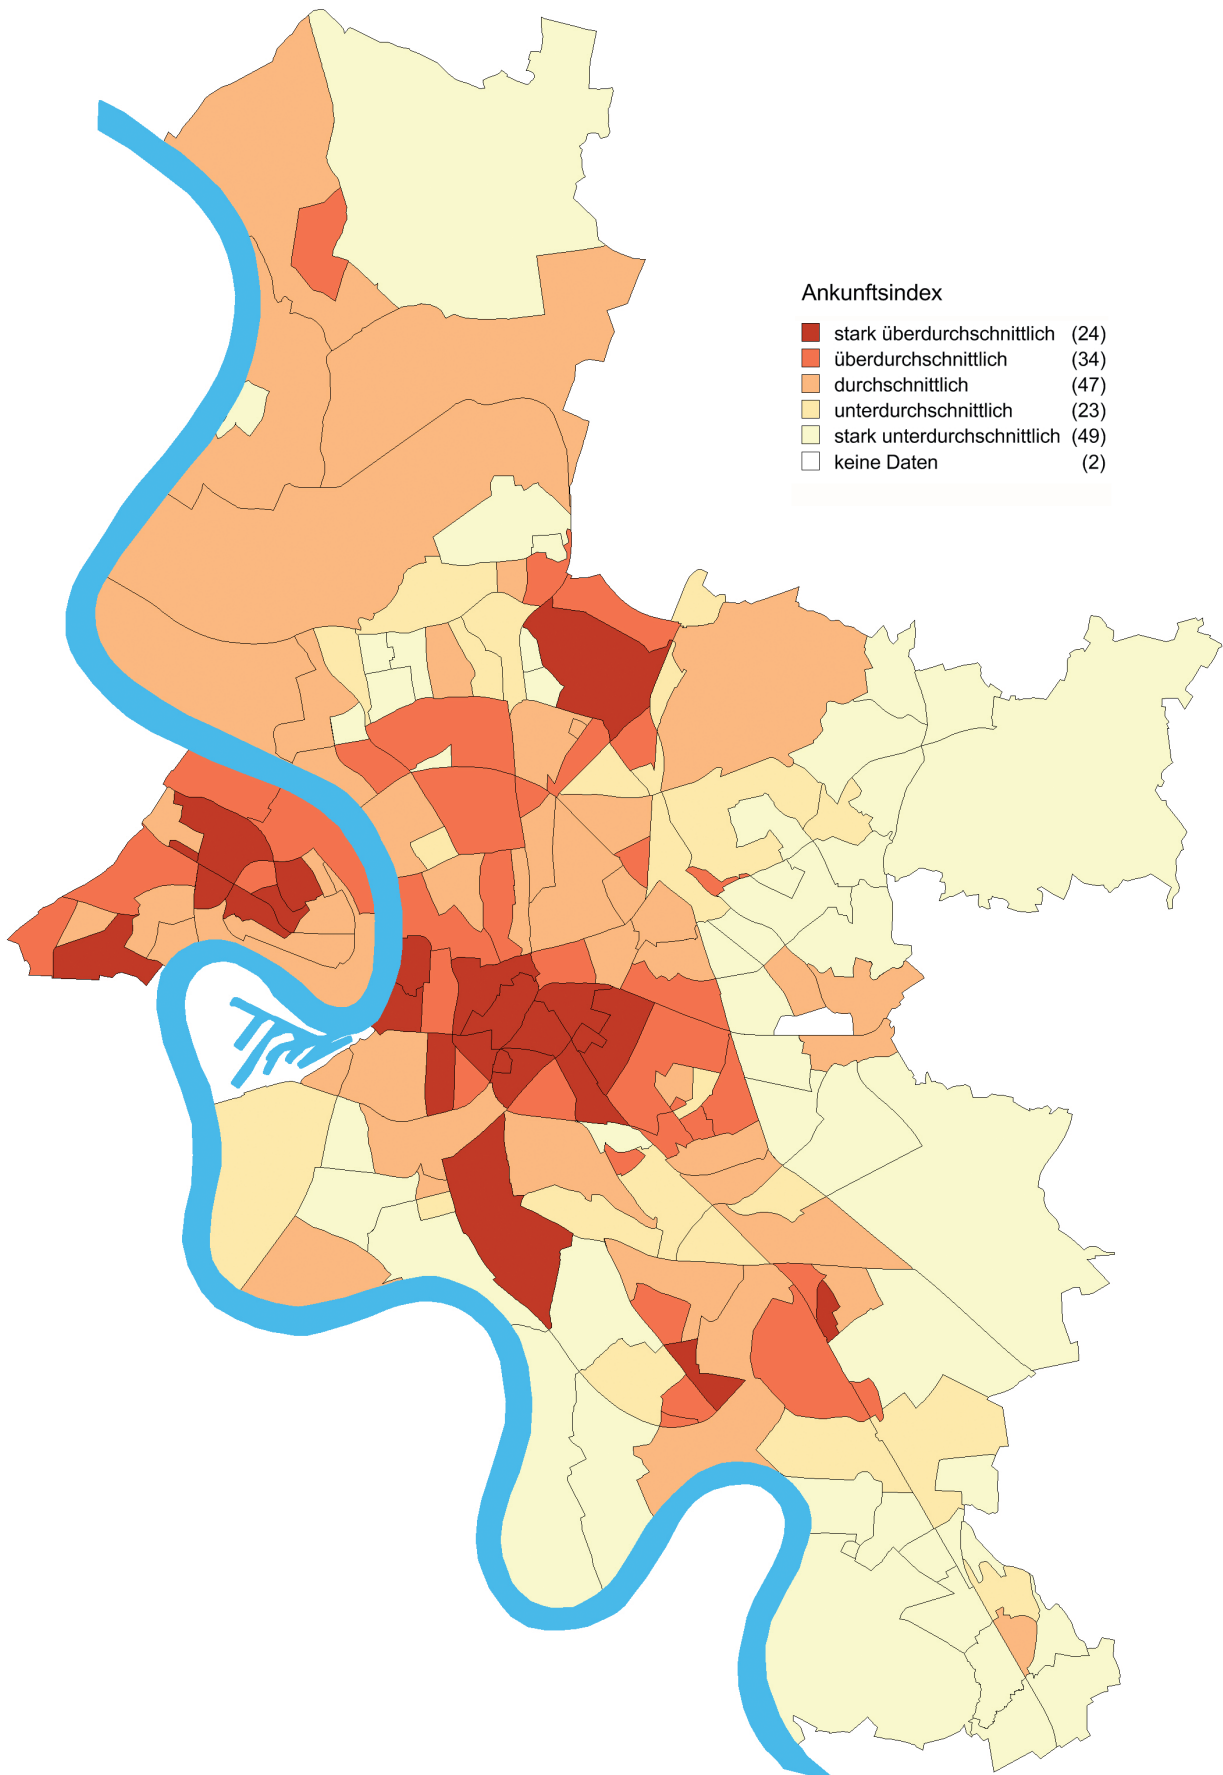 Ankunftsindex
stark überdurchschnittlich (24)
überdurchschnittlich (34)
durchschnittlich (47)
unterdurchschnittlich (23)
stark unterdurchschnittlich (49)
keine Daten (2)